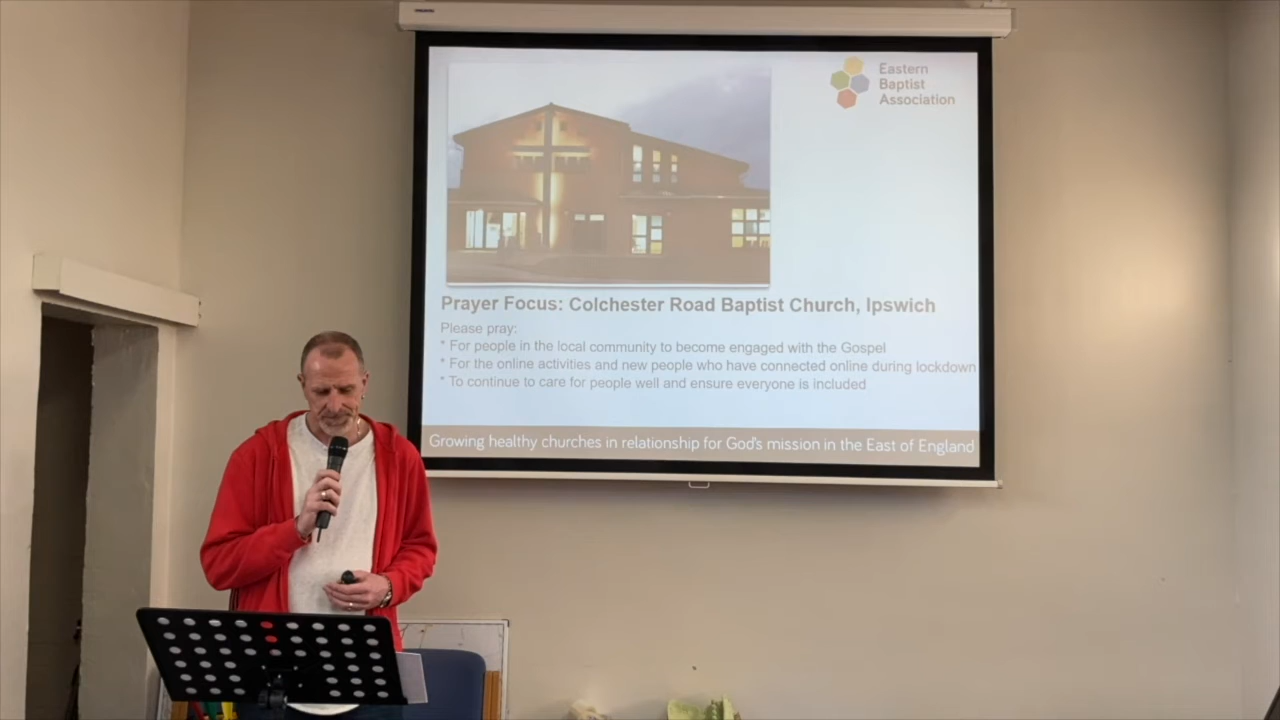 Eastern
Baptist
Association
Prayer Focus: Colchester Road Baptist Church, Ipswich
Please pray:
* For people in the local community to become engaged with the Gospel
* For the online activities and new people who have connected online during lockdown
* To continue to care for people well and ensure everyone is included
Growing healthy churches in relationship for God's mission in the East of England